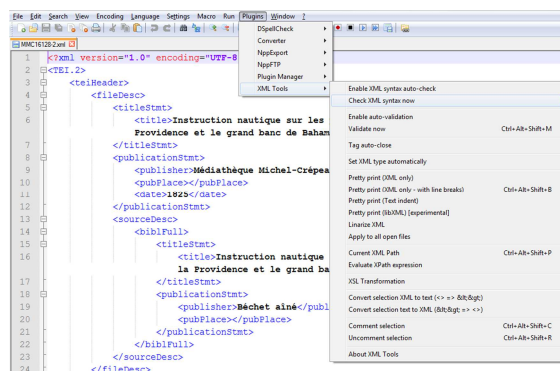 File Edit Search View Encoding Language Settings Macro Run Plugins Window ?
MMC16128-2.xml
DSpellCheck
Converter
NppExport
NppFTP
Plugin Manager
XML Tools
Enable XML syntax auto-check
Check XML syntax now
Enable auto-validation
Validate now Ctrl+Alt+Shift+M
Tag auto-close
Set XML type automatically
Pretty print (XML only)
Pretty print (XML only - with line breaks) Ctrl+Alt+Shift+B
Pretty print (Text indent)
Pretty print (libXML) [experimental]
Linarize XML
Apply to all open files
Current XML Path Ctrl+Alt+Shift+P
Evaluate XPath expression
XSL Transformation
Convert selection XML to text (<> => &lt;&gt;)
Convert selection text to XML (&lt;&gt; => <>)
Comment selection Ctrl+Alt+Shift+C
Uncomment selection Ctrl+Alt+Shift+R
About XML Tools
1 <?xml version="1.0" encoding="UTF-8
2 <TEI.2>
3 <teiHeader>
4 <fileDesc>
5 <titleStmt>
6 <title>Instruction nautique sur les
Providence et le grand banc de Baham
7 </titleStmt>
8 <publicationStmt>
9 <publisher>Médiathèque Michel-Crépea
10 <pubPlace></pubPlace>
11 <date>1825</date>
12 </publicationStmt>
13 <sourceDesc>
14 <biblFull>
15 <titleStmt>
16 <title>Instruction nautique
la Providence et le grand ba
17 </titleStmt>
18 <publicationStmt>
19 <publisher>Béchet aîné</publ
20 <pubPlace></pubPlace>
21 </publicationStmt>
22 </biblFull>
23 </sourceDesc>
24 </fileDesc>